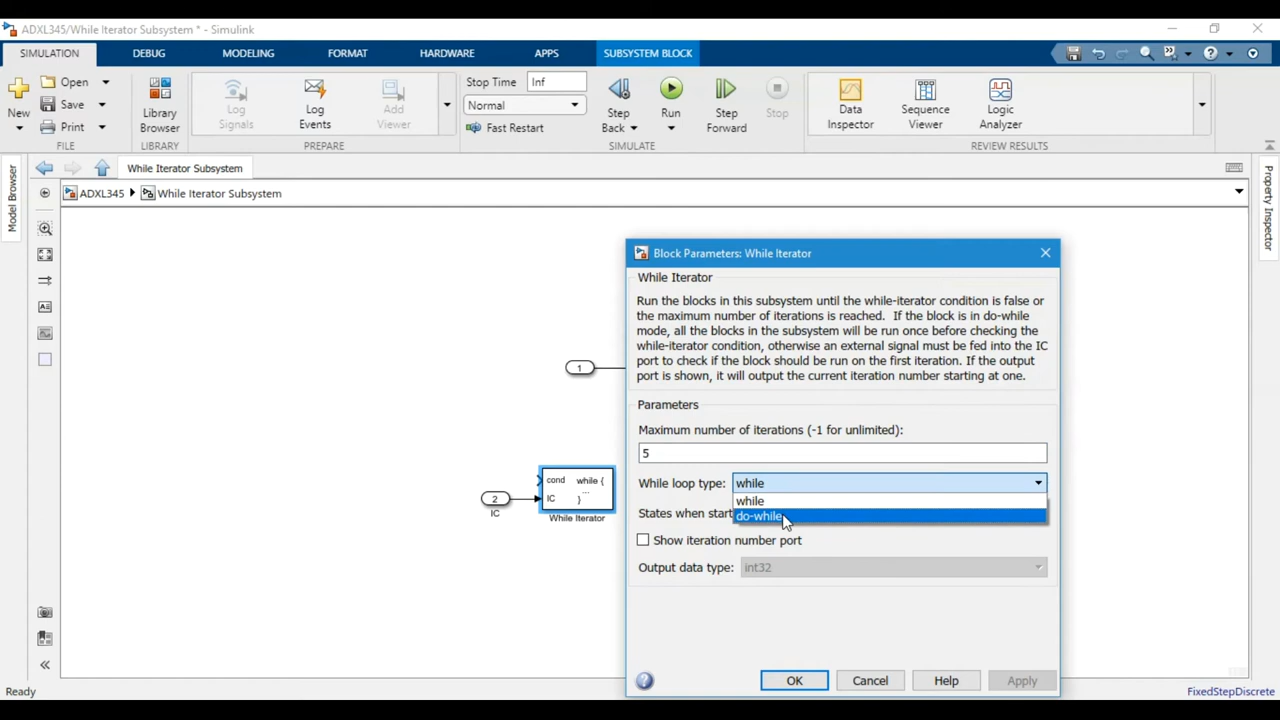 ADXL345/While Iterator Subsystem * - Simulink
SIMULATION DEBUG MODELING FORMAT HARDWARE APPS SUBSYSTEM BLOCK
New
Open
Save
Print
FILE
Library Browser
LIBRARY
Log Signals
Log Events
Add Viewer
PREPARE
Stop Time Inf
Normal
Fast Restart
Step Back
Run
Step Forward
Stop
SIMULATE
Data Inspector
Sequence Viewer
Logic Analyzer
REVIEW RESULTS
While Iterator Subsystem
ADXL345 While Iterator Subsystem
Model Browser
Property Inspector
1
2
IC
cond while {
...
IC }
While Iterator
Block Parameters: While Iterator
While Iterator
Run the blocks in this subsystem until the while-iterator condition is false or
the maximum number of iterations is reached. If the block is in do-while
mode, all the blocks in the subsystem will be run once before checking the
while-iterator condition, otherwise an external signal must be fed into the IC
port to check if the block should be run on the first iteration. If the output
port is shown, it will output the current iteration number starting at one.
Parameters
Maximum number of iterations (-1 for unlimited):
5
While loop type: while
while
do-while
States when start
Show iteration number port
Output data type: int32
OK Cancel Help Apply
Ready
FixedStepDiscrete